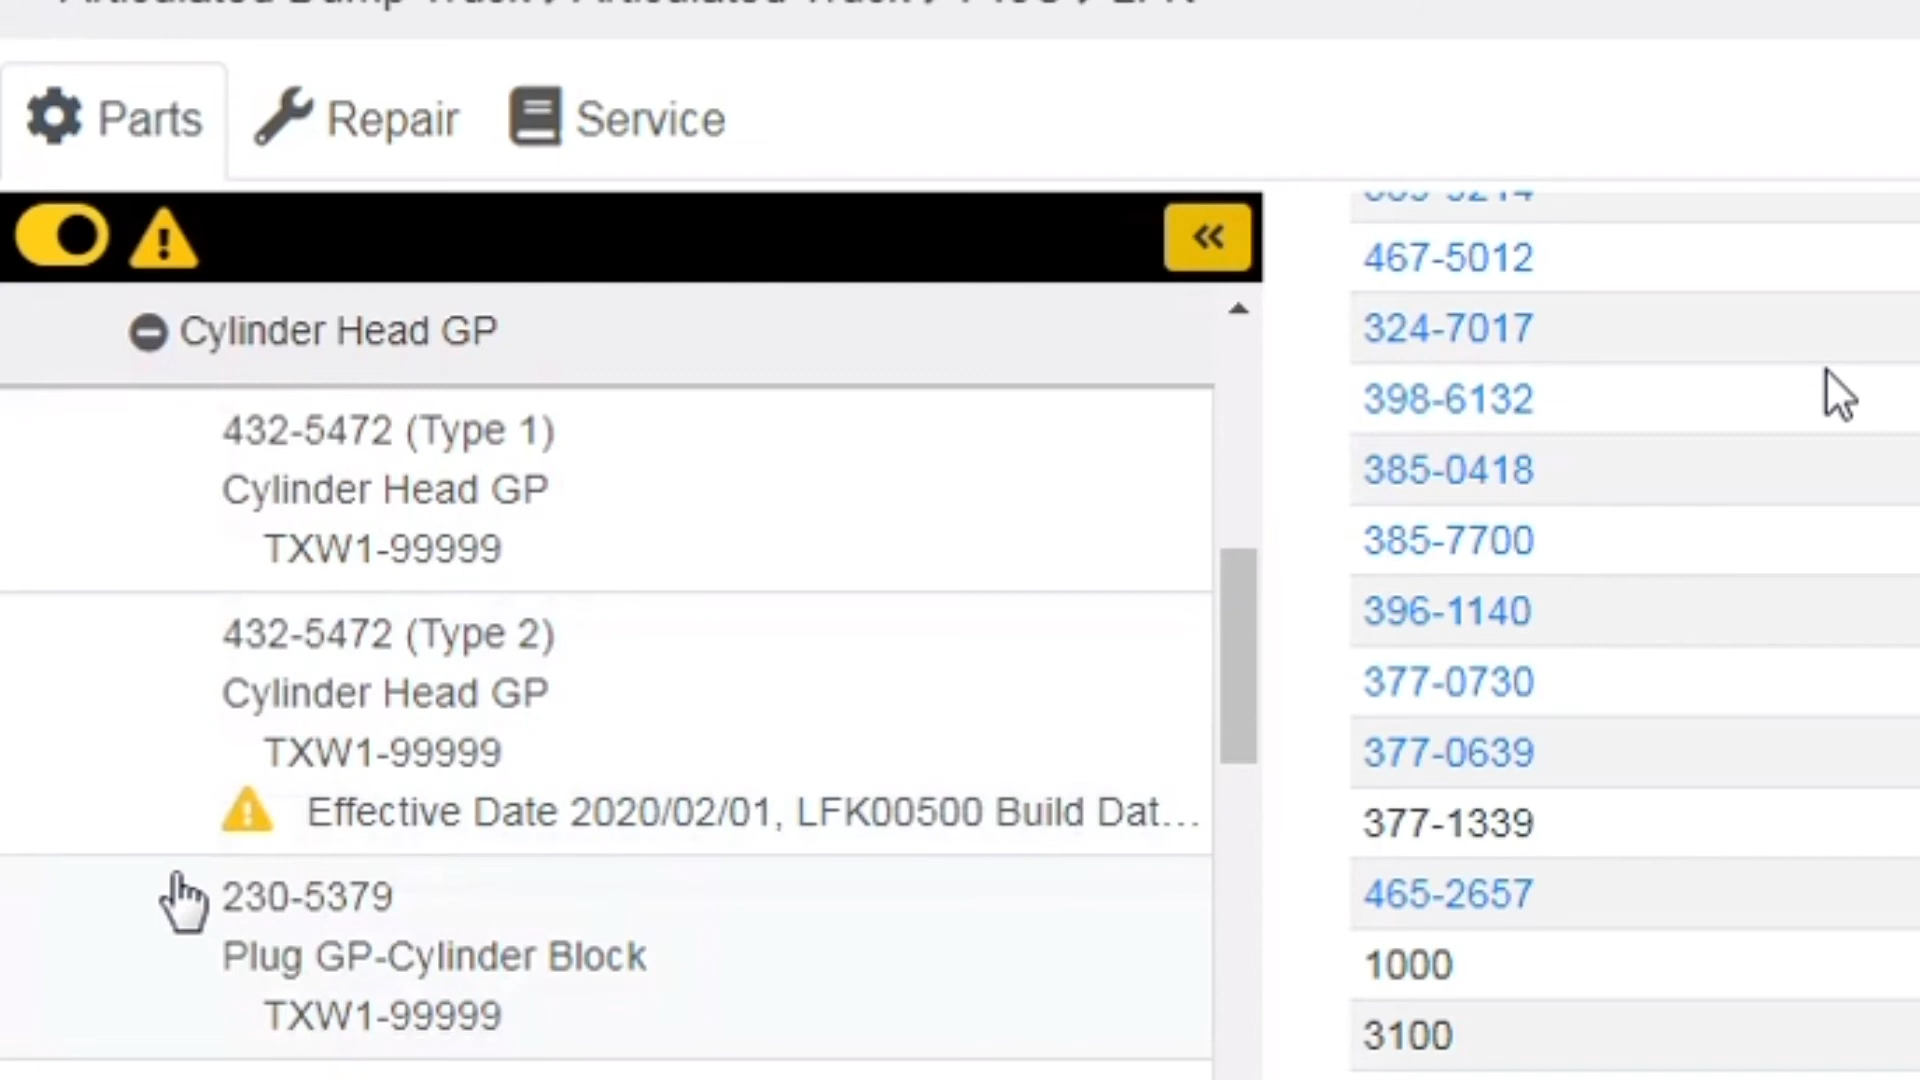 Parts
Repair
Service
Cylinder Head GP
432-5472 (Type 1)
Cylinder Head GP
TXW1-99999
432-5472 (Type 2)
Cylinder Head GP
TXW1-99999
Effective Date 2020/02/01, LFK00500 Build Dat...
230-5379
Plug GP-Cylinder Block
TXW1-99999
467-5012
324-7017
398-6132
385-0418
385-7700
396-1140
377-0730
377-0639
377-1339
465-2657
1000
3100